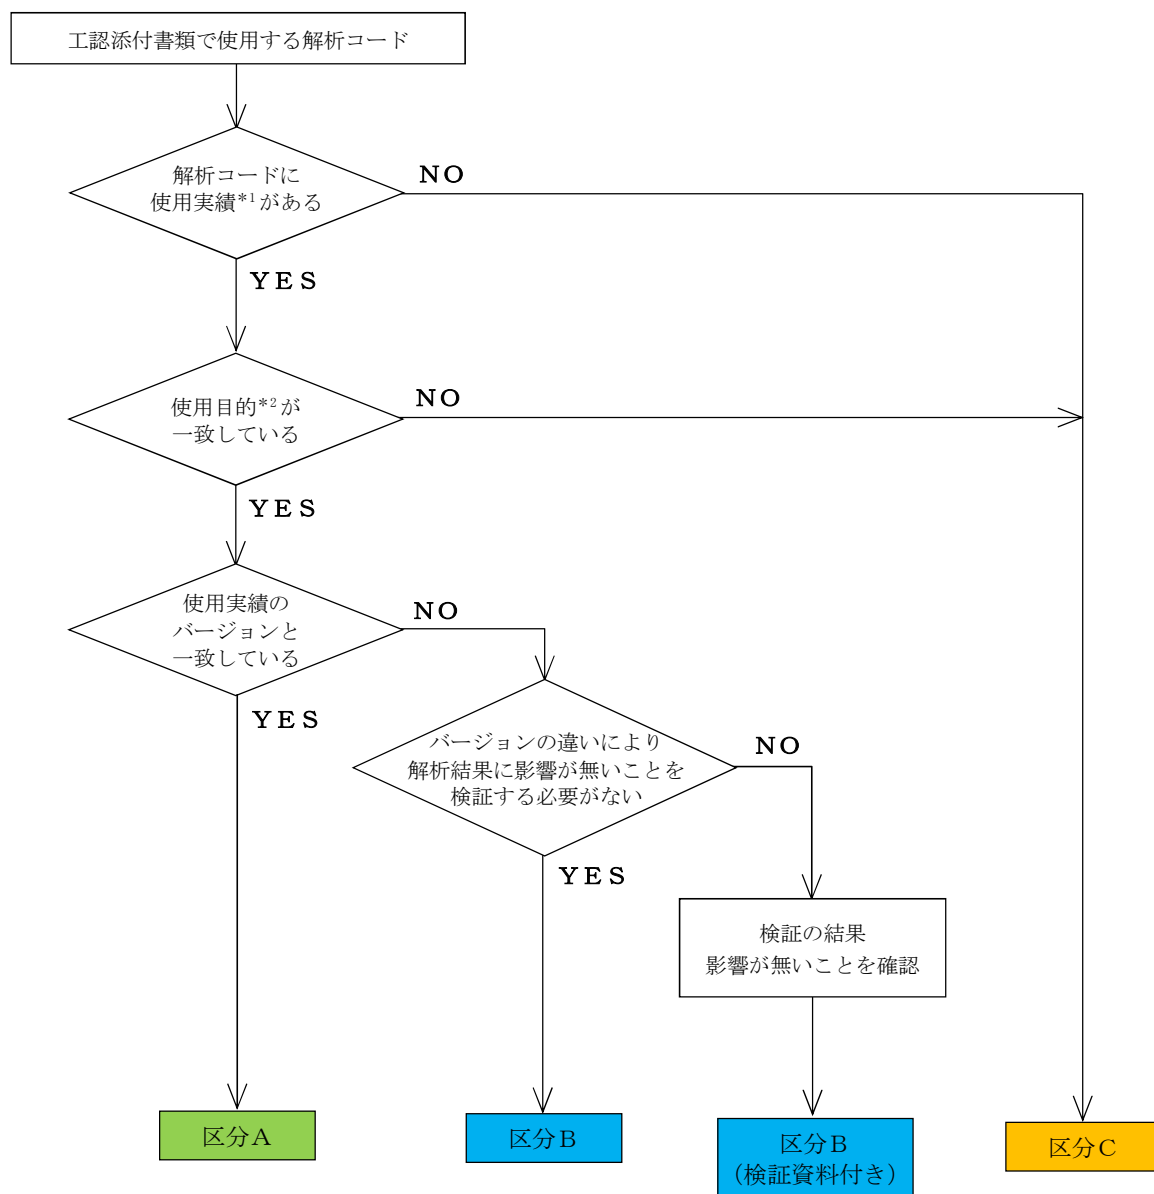 工認添付書類で使用する解析コード
解析コードに
使用実績*1がある
NO
YES
使用目的*2が
一致している
NO
YES
使用実績の
バージョンと
一致している
NO
YES
バージョンの違いにより
解析結果に影響が無いことを
検証する必要がない
NO
YES
検証の結果
影響が無いことを確認
区分A
区分B
区分B
（検証資料付き）
区分C